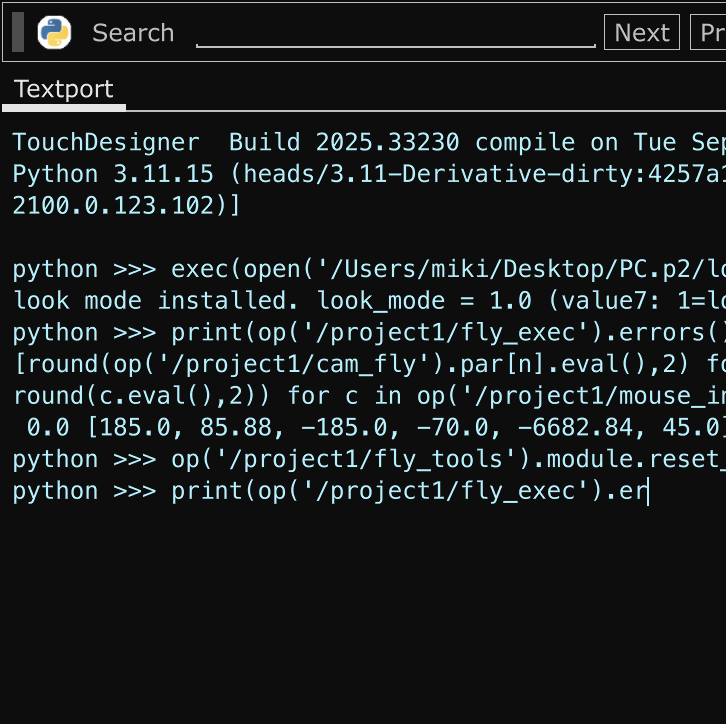 Search Next Pr
Textport
TouchDesigner  Build 2025.33230 compile on Tue Sep
Python 3.11.15 (heads/3.11-Derivative-dirty:4257a1
2100.0.123.102)]
python >>> exec(open('/Users/miki/Desktop/PC.p2/lo
look mode installed. look_mode = 1.0 (value7: 1=lo
python >>> print(op('/project1/fly_exec').errors()
[round(op('/project1/cam_fly').par[n].eval(),2) fo
round(c.eval(),2)) for c in op('/project1/mouse_in
 0.0 [185.0, 85.88, -185.0, -70.0, -6682.84, 45.0]
python >>> op('/project1/fly_tools').module.reset_
python >>> print(op('/project1/fly_exec').er